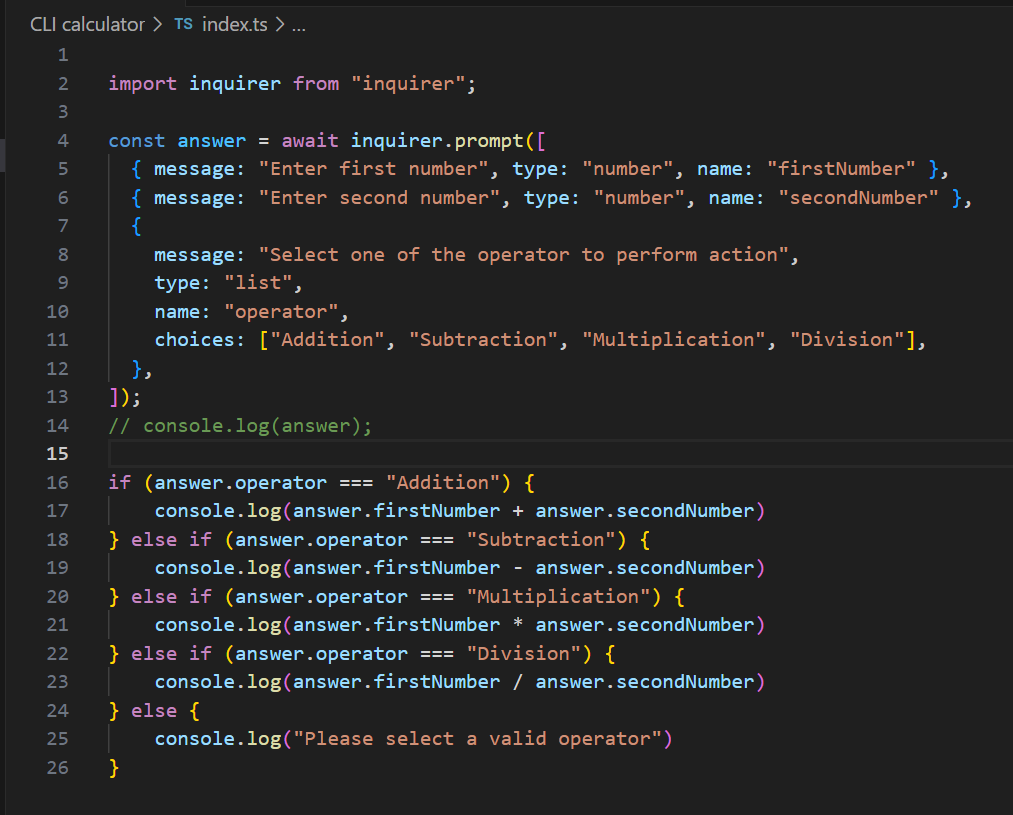 CLI calculator > TS index.ts > ...
1
2 import inquirer from "inquirer";
3
4 const answer = await inquirer.prompt([
5   { message: "Enter first number", type: "number", name: "firstNumber" },
6   { message: "Enter second number", type: "number", name: "secondNumber" },
7   {
8     message: "Select one of the operator to perform action",
9     type: "list",
10     name: "operator",
11     choices: ["Addition", "Subtraction", "Multiplication", "Division"],
12   },
13 ]);
14 // console.log(answer);
15
16 if (answer.operator === "Addition") {
17     console.log(answer.firstNumber + answer.secondNumber)
18 } else if (answer.operator === "Subtraction") {
19     console.log(answer.firstNumber - answer.secondNumber)
20 } else if (answer.operator === "Multiplication") {
21     console.log(answer.firstNumber * answer.secondNumber)
22 } else if (answer.operator === "Division") {
23     console.log(answer.firstNumber / answer.secondNumber)
24 } else {
25     console.log("Please select a valid operator")
26 }